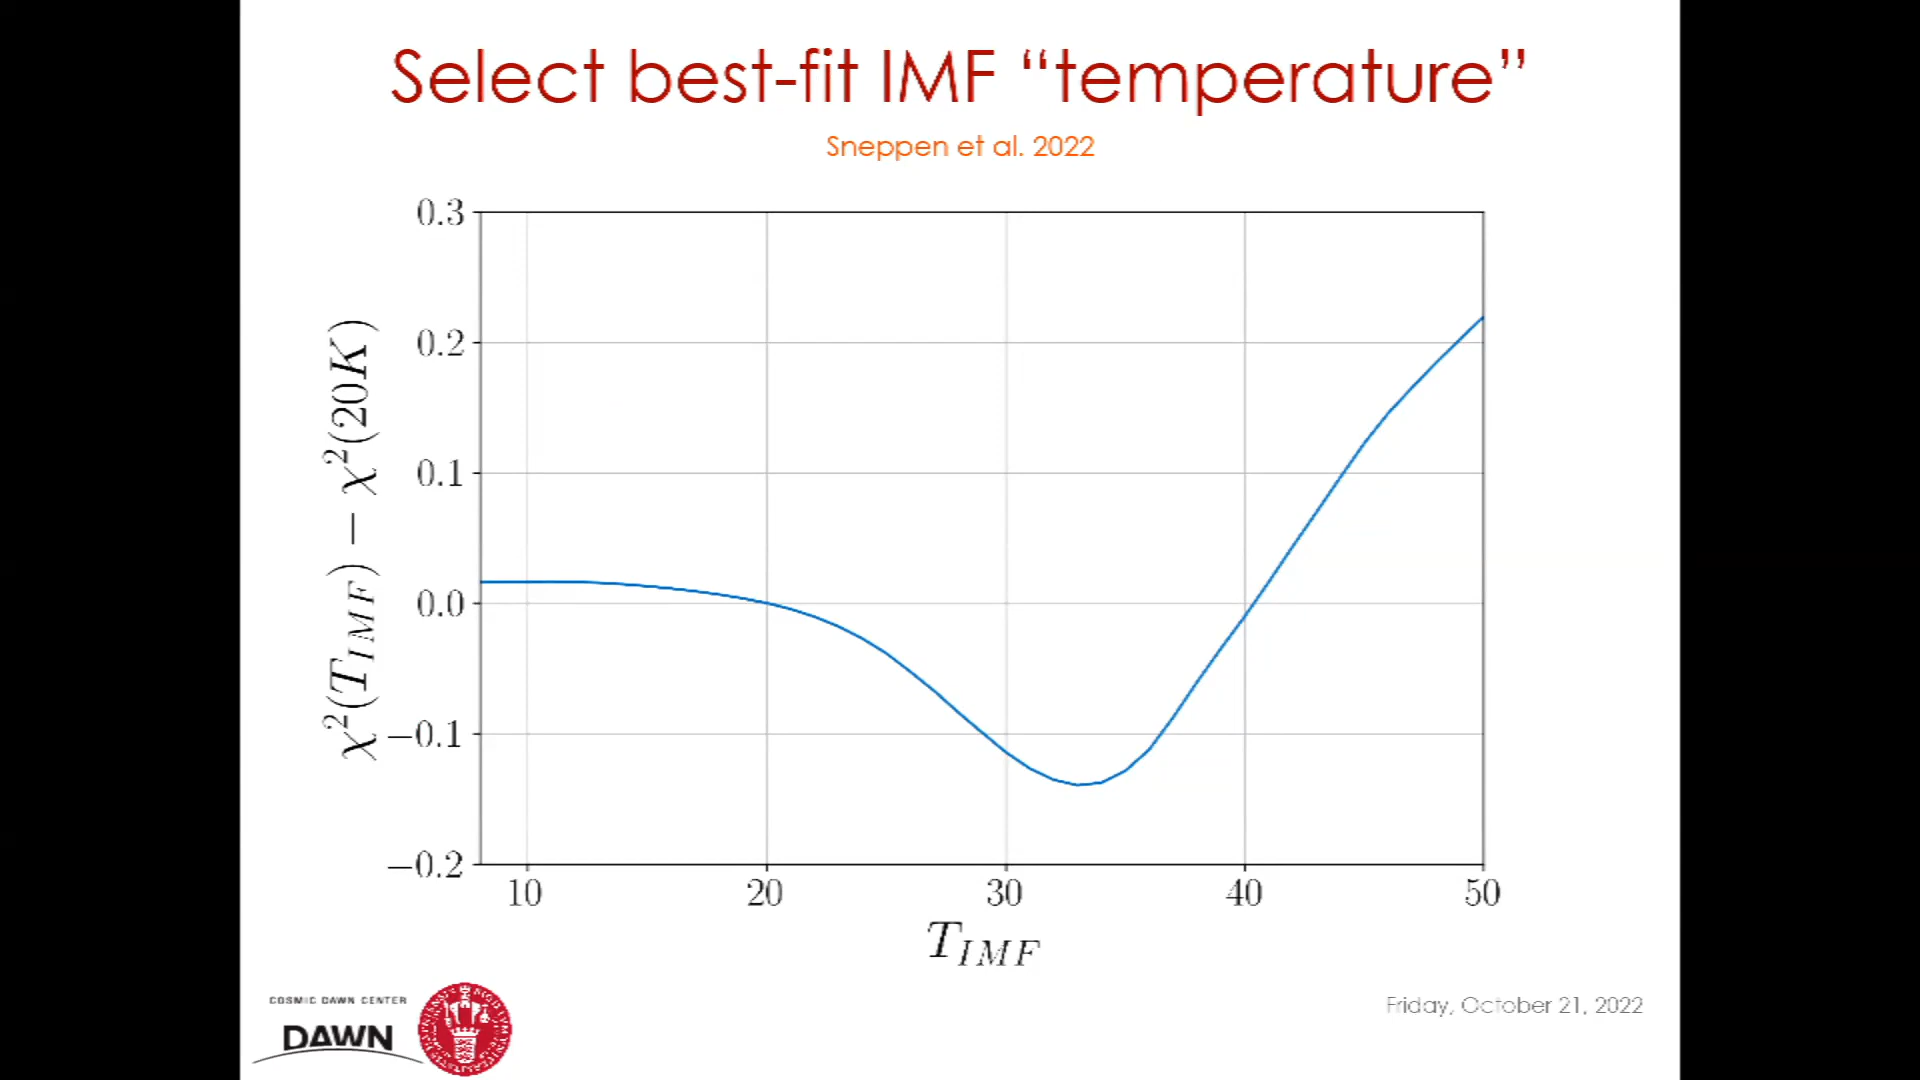 Select best-fit IMF “temperature”
Sneppen et al. 2022
0.3
0.2
0.1
0.0
−0.1
−0.2
χ²(T_IMF) − χ²(20K)
10 20 30 40 50
T_IMF
COSMIC DAWN CENTER
DAWN
Friday, October 21, 2022